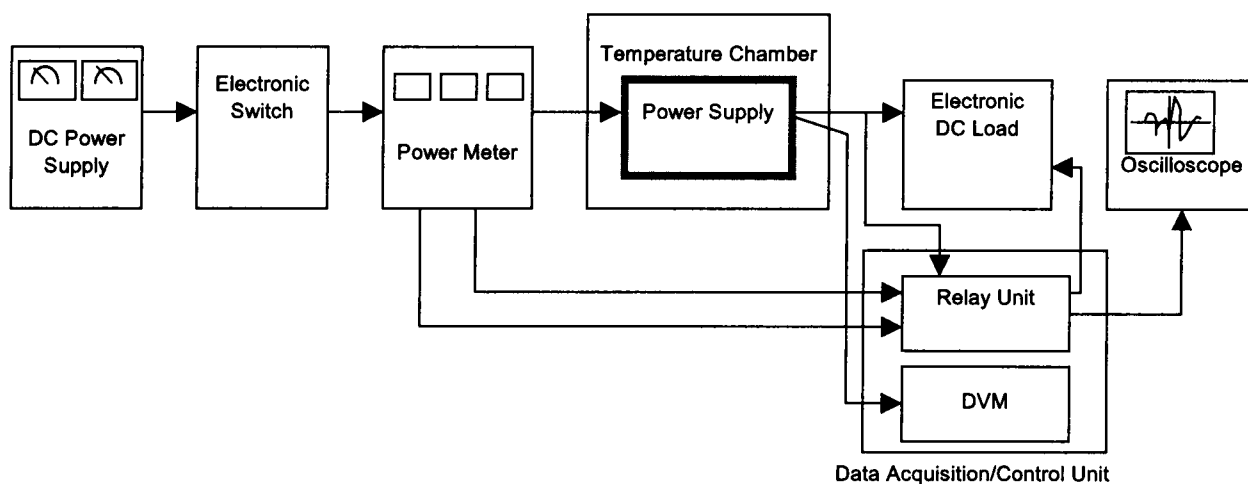 DC Power
Supply
Electronic
Switch
Power Meter
Temperature Chamber
Power Supply
Electronic
DC Load
Oscilloscope
Relay Unit
DVM
Data Acquisition/Control Unit